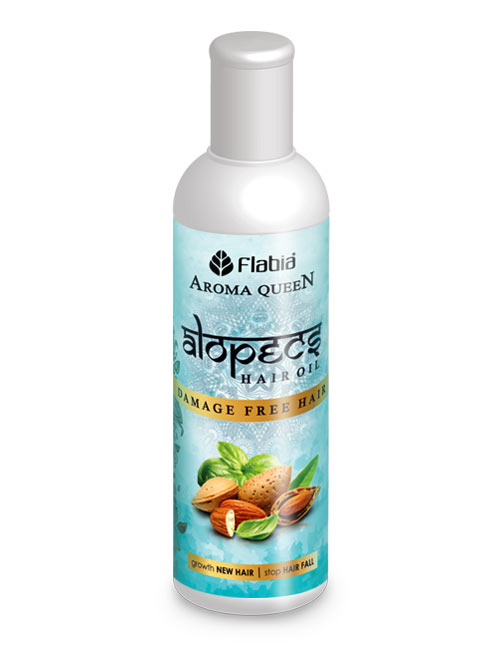 Flabia®
AROMA QUEEN
alopecs
HAIR OIL
DAMAGE FREE HAIR
growth NEW HAIR | stop HAIR FALL